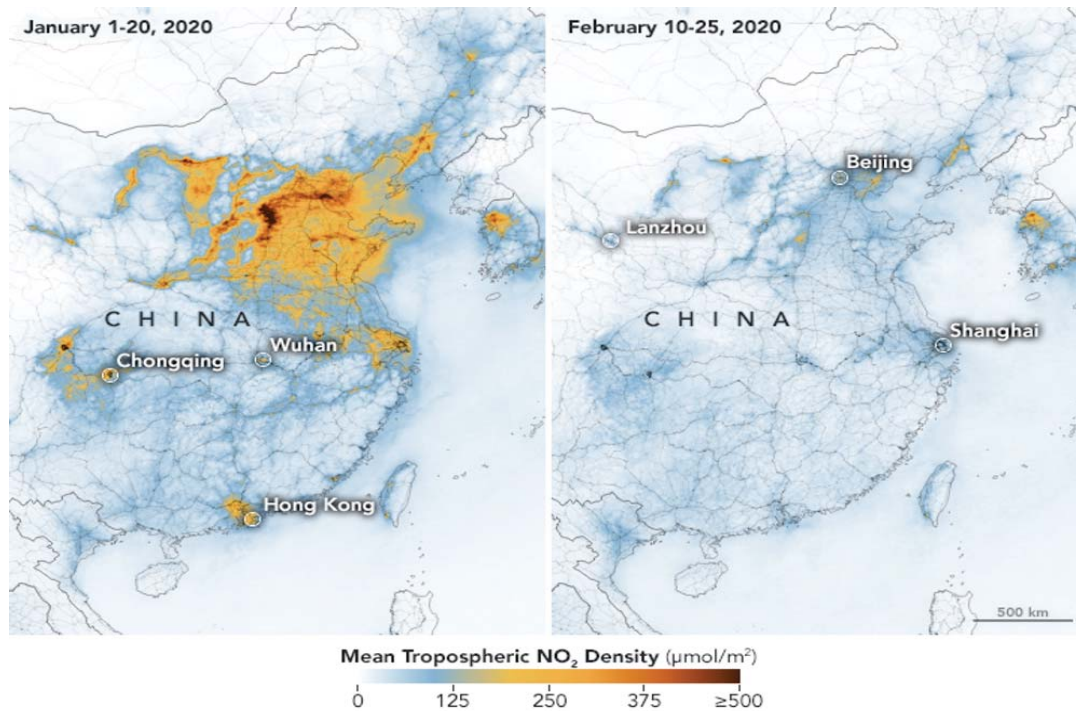 January 1-20, 2020
February 10-25, 2020
Beijing
Lanzhou
CHINA
CHINA
Wuhan
Shanghai
Chongqing
Hong Kong
500 km
Mean Tropospheric NO₂ Density (μmol/m²)
0 125 250 375 ≥500